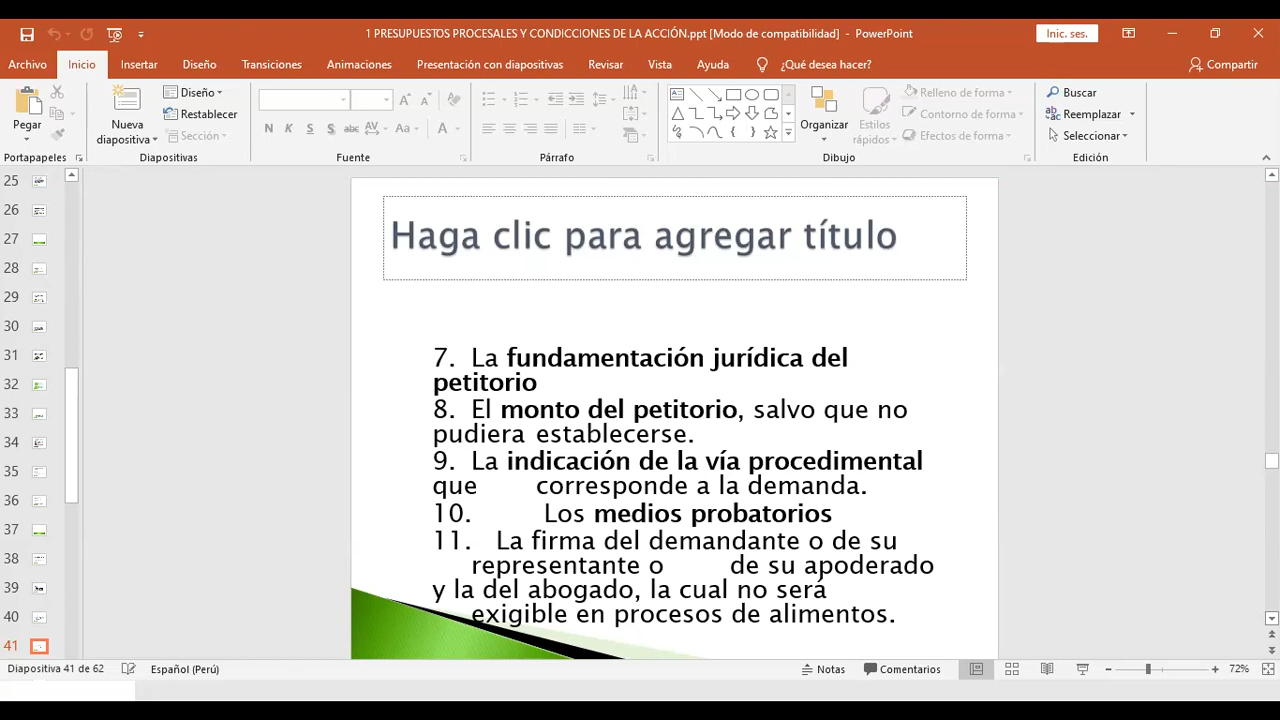 1 PRESUPUESTOS PROCESALES Y CONDICCIONES DE LA ACCIÓN.ppt [Modo de compatibilidad] - PowerPoint
Inic. ses.
Archivo Inicio Insertar Diseño Transiciones Animaciones Presentación con diapositivas Revisar Vista Ayuda ¿Qué desea hacer? Compartir
Pegar
Portapapeles
Nueva diapositiva
Diseño
Restablecer
Sección
Diapositivas
N K S S abc AV Aa A
Fuente
Párrafo
Organizar
Estilos rápidos
Relleno de forma
Contorno de forma
Efectos de forma
Dibujo
Buscar
Reemplazar
Seleccionar
Edición
25
26
27
28
29
30
31
32
33
34
35
36
37
38
39
40
41
Haga clic para agregar título
7. La fundamentación jurídica del
petitorio
8. El monto del petitorio, salvo que no
pudiera establecerse.
9. La indicación de la vía procedimental
que corresponde a la demanda.
10. Los medios probatorios
11. La firma del demandante o de su
representante o de su apoderado
y la del abogado, la cual no será
exigible en procesos de alimentos.
Diapositiva 41 de 62 Español (Perú) Notas Comentarios 72%